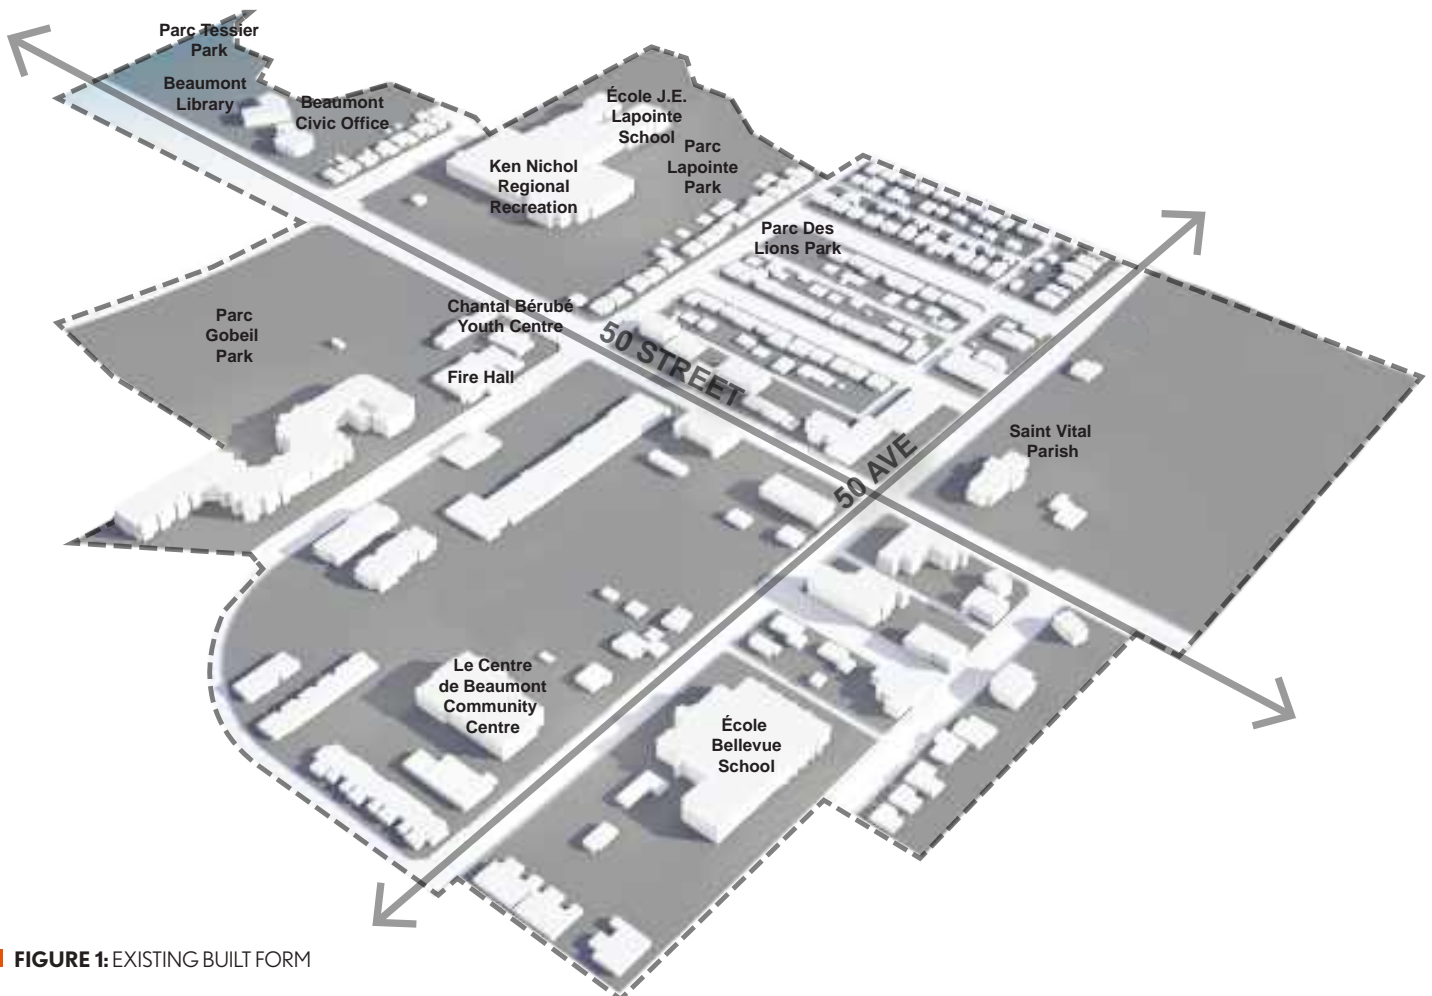 Parc Tessier
Park
Beaumont
Library
Beaumont
Civic Office
École J.E.
Lapointe
School
Parc
Lapointe
Park
Ken Nichol
Regional
Recreation
Parc Des
Lions Park
Chantal Bérubé
Youth Centre
Parc
Gobeil
Park
Fire Hall
50 STREET
50 AVE
Saint Vital
Parish
Le Centre
de Beaumont
Community
Centre
École
Bellevue
School
FIGURE 1: EXISTING BUILT FORM